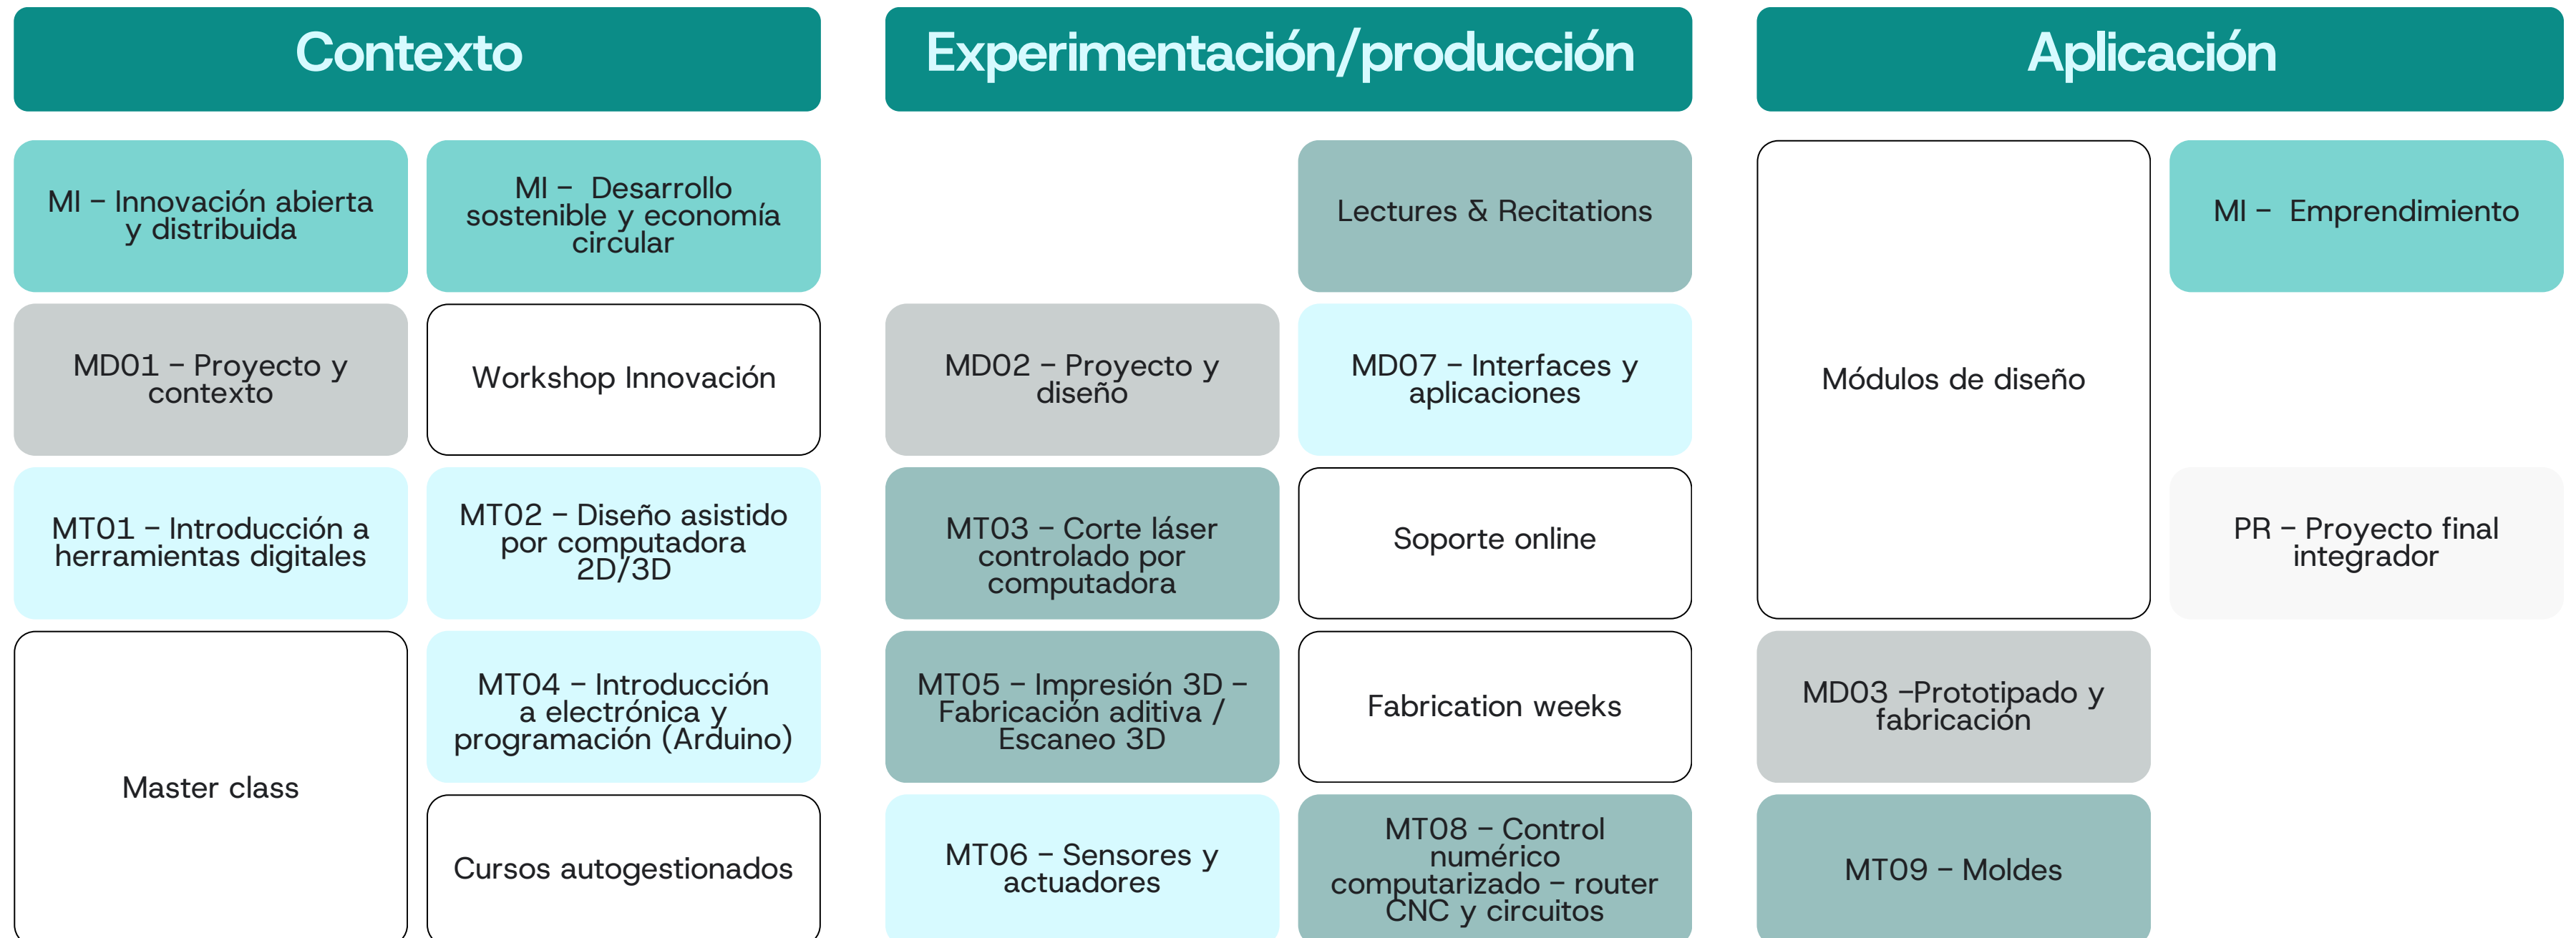 Contexto
MI - Innovación abierta
y distribuida
MI - Desarrollo
sostenible y economía
circular
MD01 - Proyecto y
contexto
Workshop Innovación
MT01 - Introducción a
herramientas digitales
MT02 - Diseño asistido
por computadora
2D/3D
Master class
MT04 - Introducción
a electrónica y
programación (Arduino)
Cursos autogestionados
Experimentación/producción
Lectures & Recitations
MD02 - Proyecto y
diseño
MD07 - Interfaces y
aplicaciones
MT03 - Corte láser
controlado por
computadora
Soporte online
MT05 - Impresión 3D -
Fabricación aditiva /
Escaneo 3D
Fabrication weeks
MT06 - Sensores y
actuadores
MT08 - Control
numérico
computarizado - router
CNC y circuitos
Aplicación
Módulos de diseño
MI - Emprendimiento
PR - Proyecto final
integrador
MD03 -Prototipado y
fabricación
MT09 - Moldes